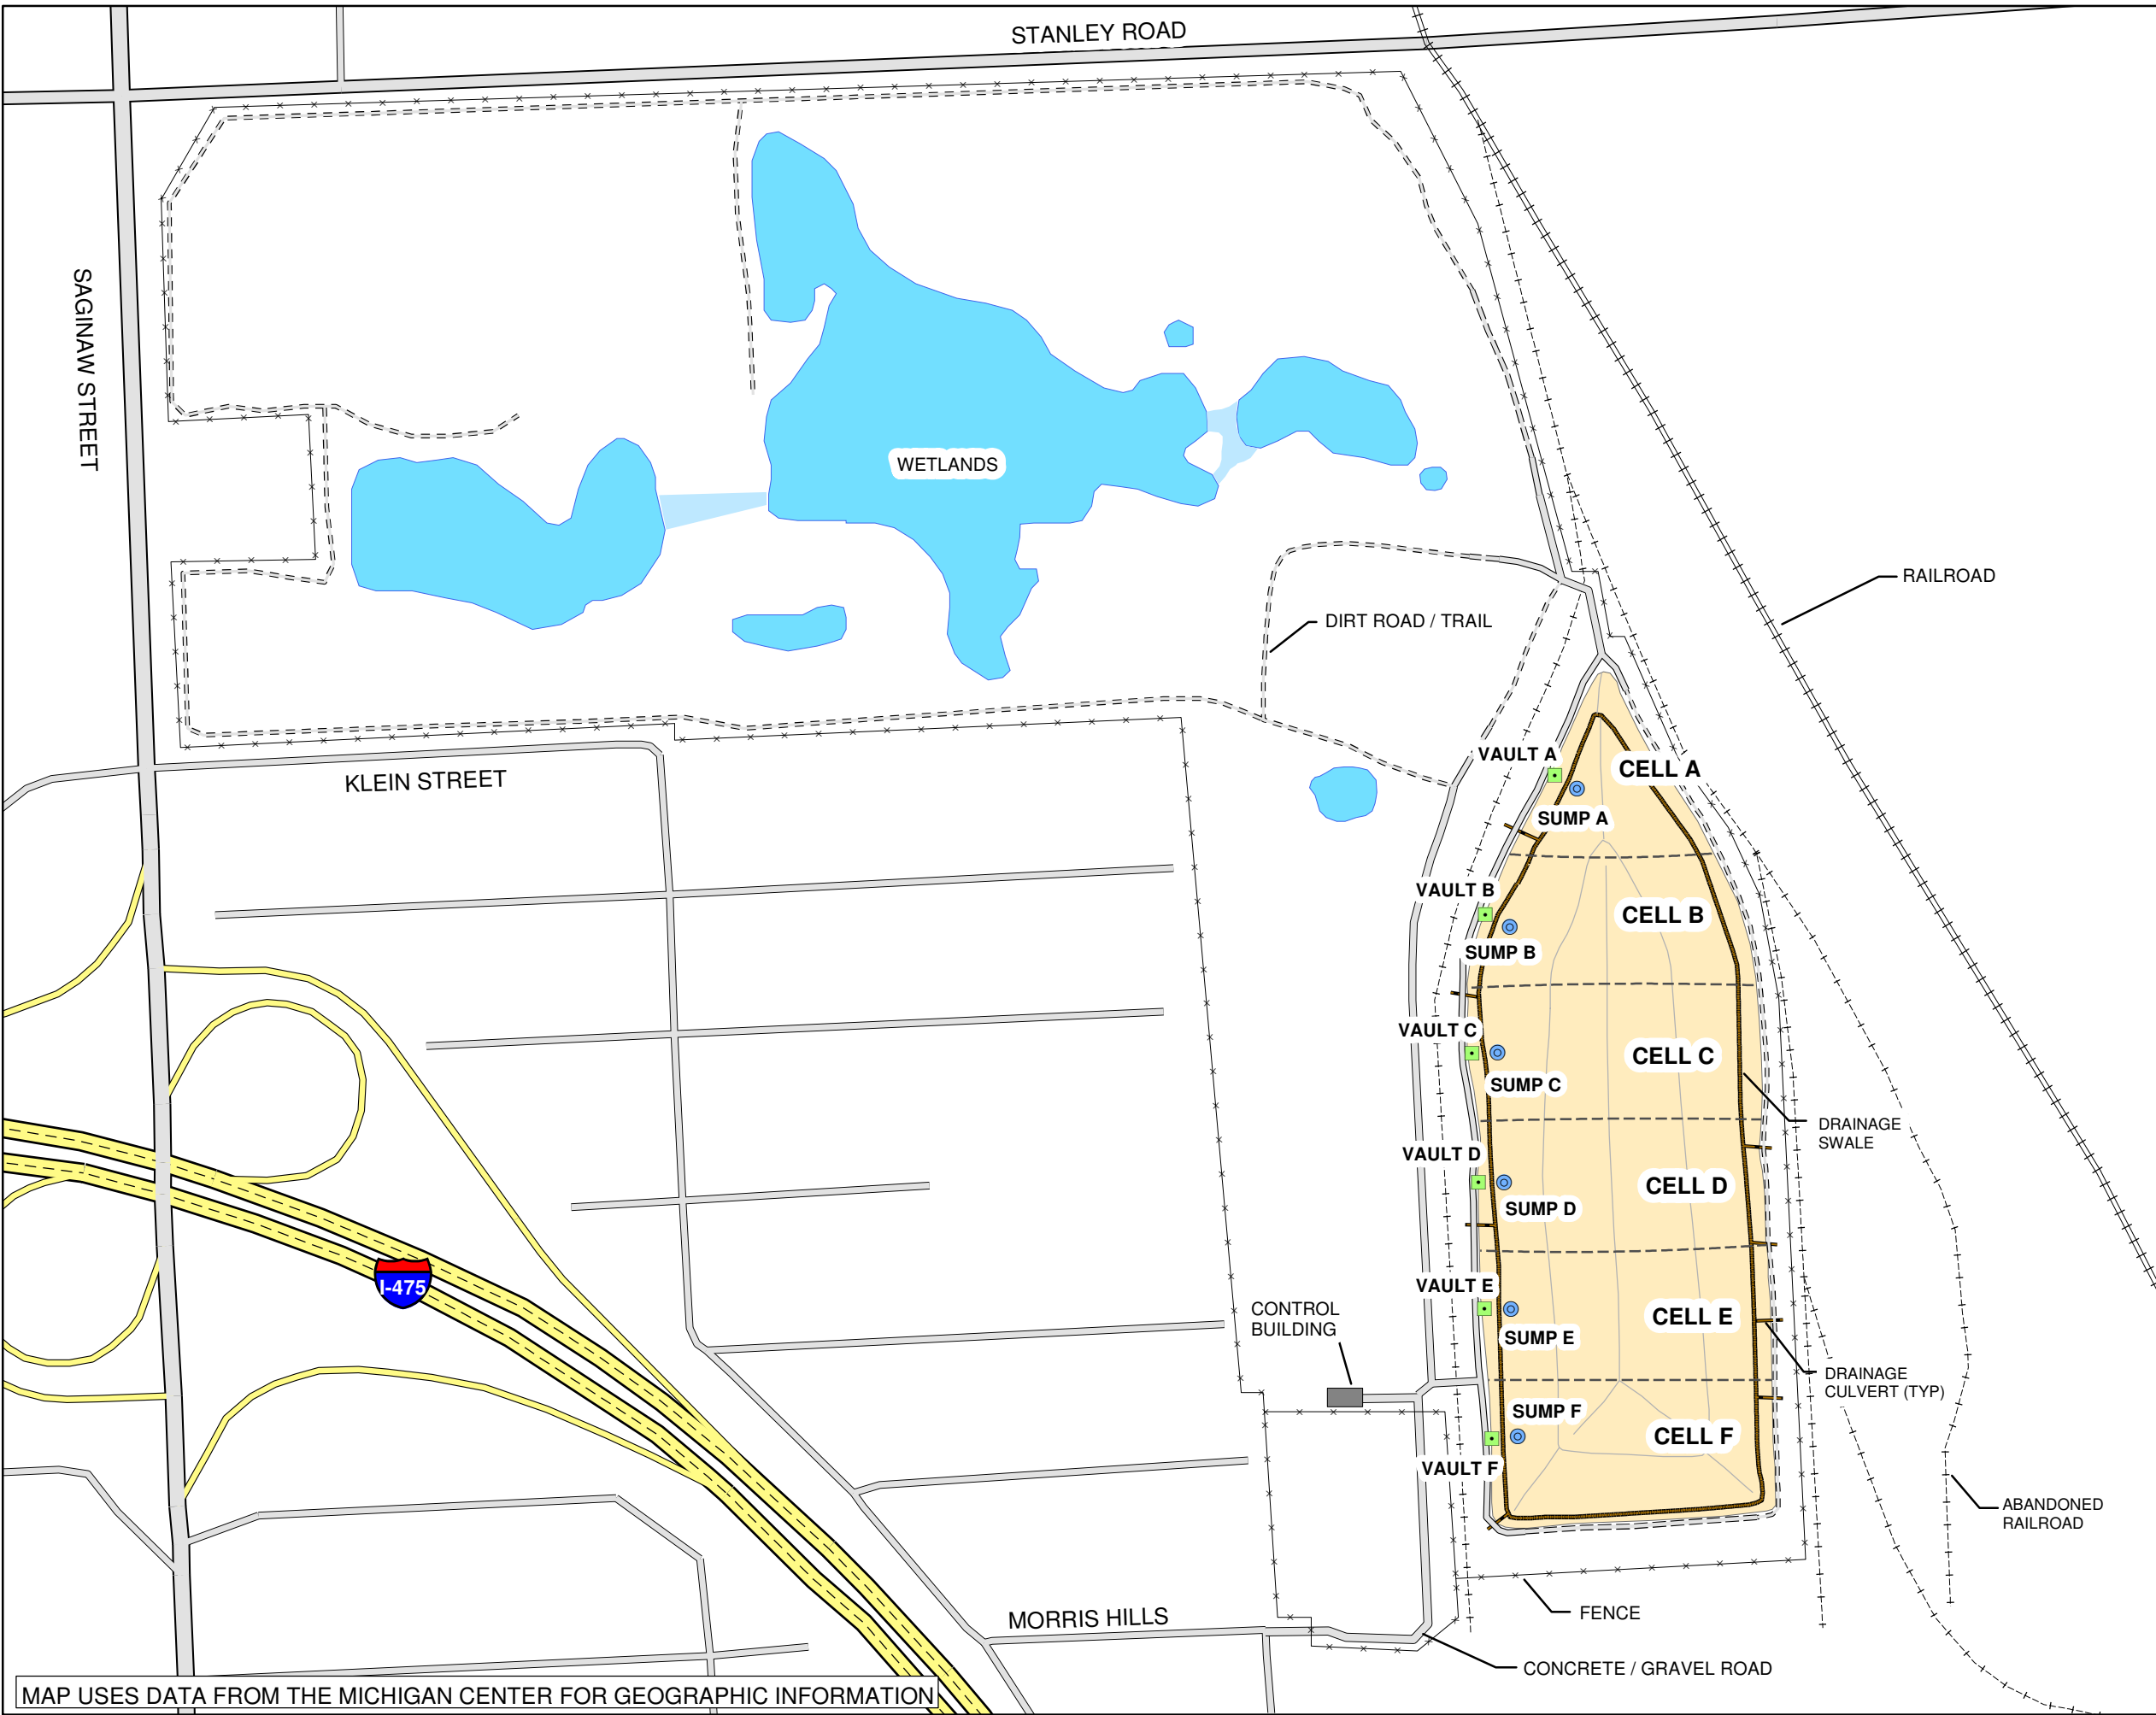 STANLEY ROAD
SAGINAW STREET
WETLANDS
RAILROAD
DIRT ROAD / TRAIL
VAULT A
CELL A
KLEIN STREET
SUMP A
VAULT B
CELL B
SUMP B
VAULT C
CELL C
SUMP C
DRAINAGE
SWALE
VAULT D
CELL D
SUMP D
I-475
VAULT E
CONTROL
BUILDING
CELL E
SUMP E
DRAINAGE
CULVERT (TYP)
SUMP F
CELL F
VAULT F
ABANDONED
RAILROAD
FENCE
MORRIS HILLS
CONCRETE / GRAVEL ROAD
MAP USES DATA FROM THE MICHIGAN CENTER FOR GEOGRAPHIC INFORMATION